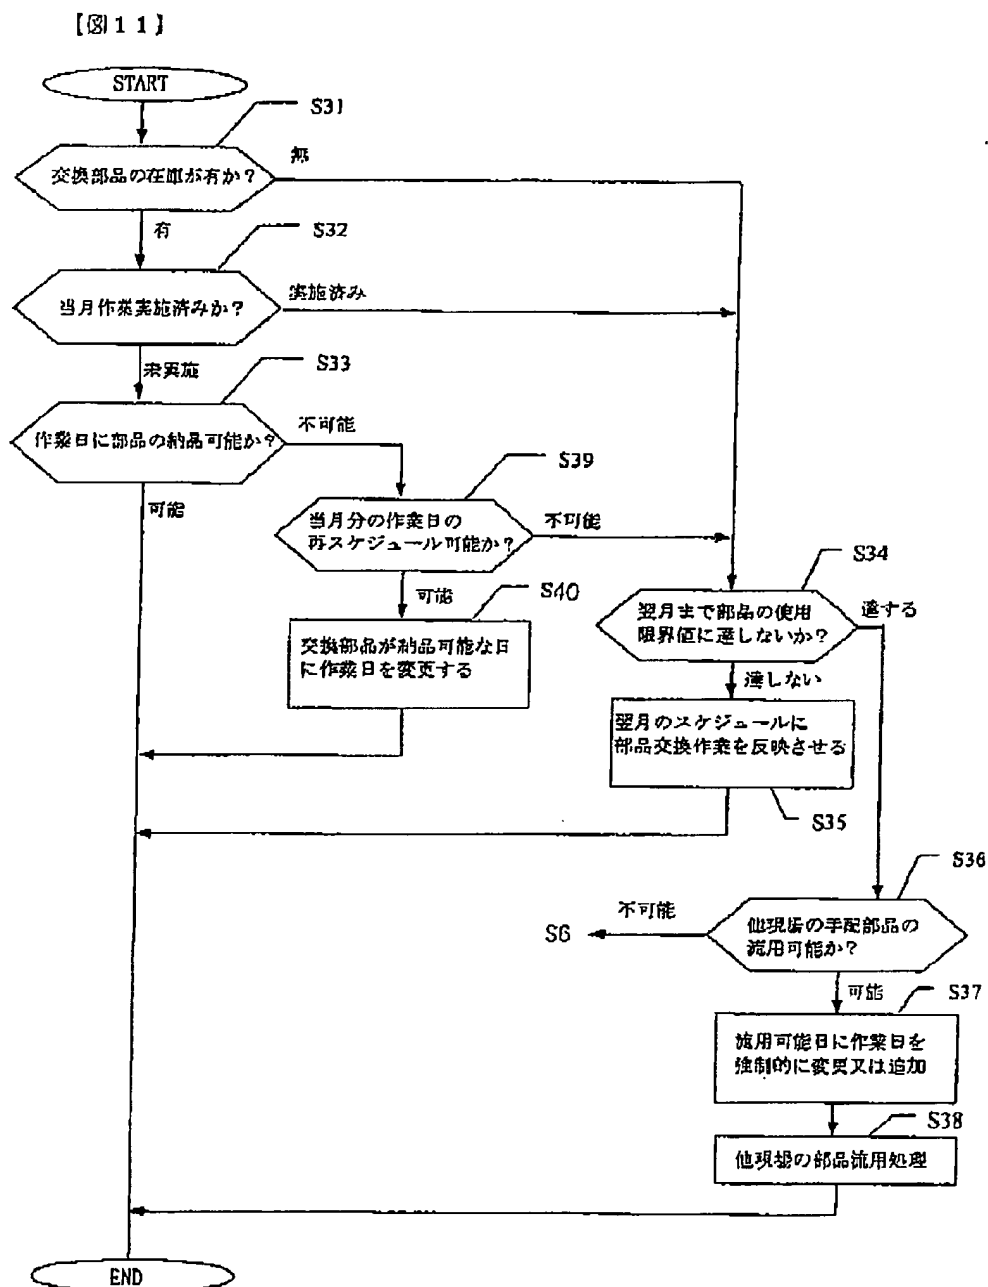 【図11】
START
S31
交換部品の在庫が有か?
無
有
S32
当月作業実施済みか?
実施済み
未実施
S33
作業日に部品の納品可能か?
不可能
可能
S39
当月分の作業日の
再スケジュール可能か?
不可能
可能
S40
交換部品が納品可能な日
に作業日を変更する
S34
翌月まで部品の使用
限界値に達しないか?
達する
達しない
翌月のスケジュールに
部品交換作業を反映させる
S35
S36
他現場の手配部品の
流用可能か?
不可能
S6
可能
S37
流用可能日に作業日を
強制的に変更又は追加
S38
他現場の部品流用処理
END